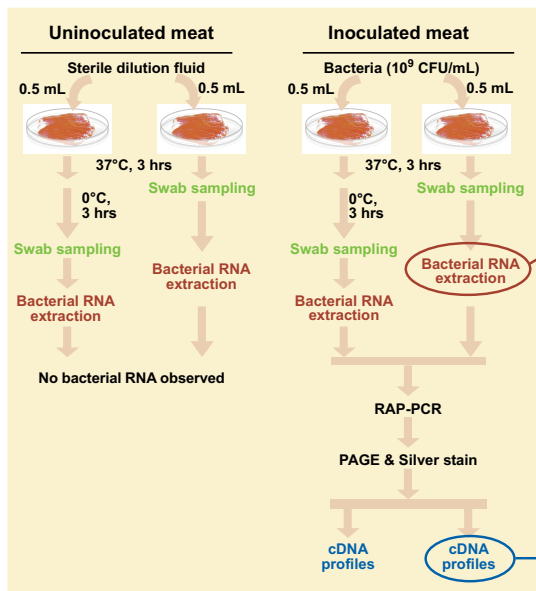 Uninoculated meat
Sterile dilution fluid
0.5 mL
0.5 mL
37°C, 3 hrs
Swab sampling
0°C,
3 hrs
Swab sampling
Bacterial RNA
extraction
Bacterial RNA
extraction
No bacterial RNA observed
Inoculated meat
Bacteria (10⁹ CFU/mL)
0.5 mL
0.5 mL
37°C, 3 hrs
Swab sampling
0°C,
3 hrs
Swab sampling
Bacterial RNA
extraction
Bacterial RNA
extraction
RAP-PCR
PAGE & Silver stain
cDNA
profiles
cDNA
profiles